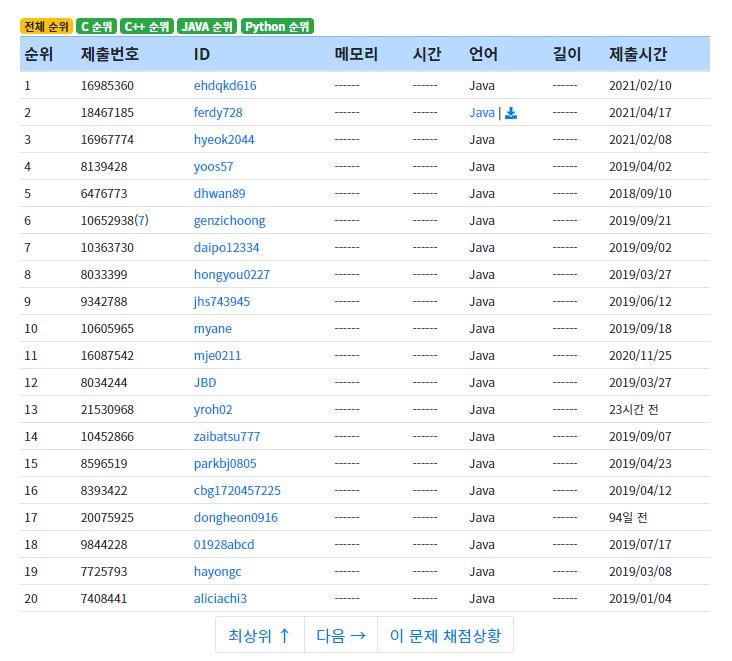 전체 순위 C 순위 C++ 순위 JAVA 순위 Python 순위
순위 제출번호 ID 메모리 시간 언어 길이 제출시간
1 16985360 ehdqkd616 ------ ------ Java ------ 2021/02/10
2 18467185 ferdy728 ------ ------ Java | ------ 2021/04/17
3 16967774 hyeok2044 ------ ------ Java ------ 2021/02/08
4 8139428 yoos57 ------ ------ Java ------ 2019/04/02
5 6476773 dhwan89 ------ ------ Java ------ 2018/09/10
6 10652938(7) genzichoong ------ ------ Java ------ 2019/09/21
7 10363730 daipo12334 ------ ------ Java ------ 2019/09/02
8 8033399 hongyou0227 ------ ------ Java ------ 2019/03/27
9 9342788 jhs743945 ------ ------ Java ------ 2019/06/12
10 10605965 myane ------ ------ Java ------ 2019/09/18
11 16087542 mje0211 ------ ------ Java ------ 2020/11/25
12 8034244 JBD ------ ------ Java ------ 2019/03/27
13 21530968 yroh02 ------ ------ Java ------ 23시간 전
14 10452866 zaibatsu777 ------ ------ Java ------ 2019/09/07
15 8596519 parkbj0805 ------ ------ Java ------ 2019/04/23
16 8393422 cbg1720457225 ------ ------ Java ------ 2019/04/12
17 20075925 dongheon0916 ------ ------ Java ------ 94일 전
18 9844228 01928abcd ------ ------ Java ------ 2019/07/17
19 7725793 hayongc ------ ------ Java ------ 2019/03/08
20 7408441 aliciachi3 ------ ------ Java ------ 2019/01/04
최상위 ↑ 다음 → 이 문제 채점상황